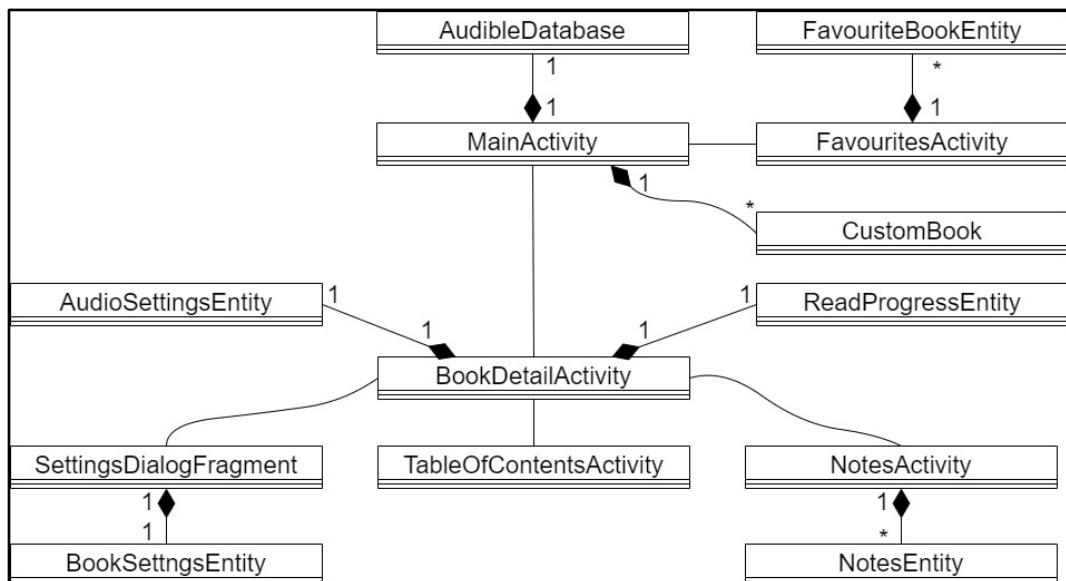 AudibleDatabase
FavouriteBookEntity
1
*
1
1
MainActivity
FavouritesActivity
1
*
CustomBook
AudioSettingsEntity
1
1
ReadProgressEntity
1
1
BookDetailActivity
SettingsDialogFragment
TableOfContentsActivity
NotesActivity
1
1
1
*
BookSettngsEntity
NotesEntity